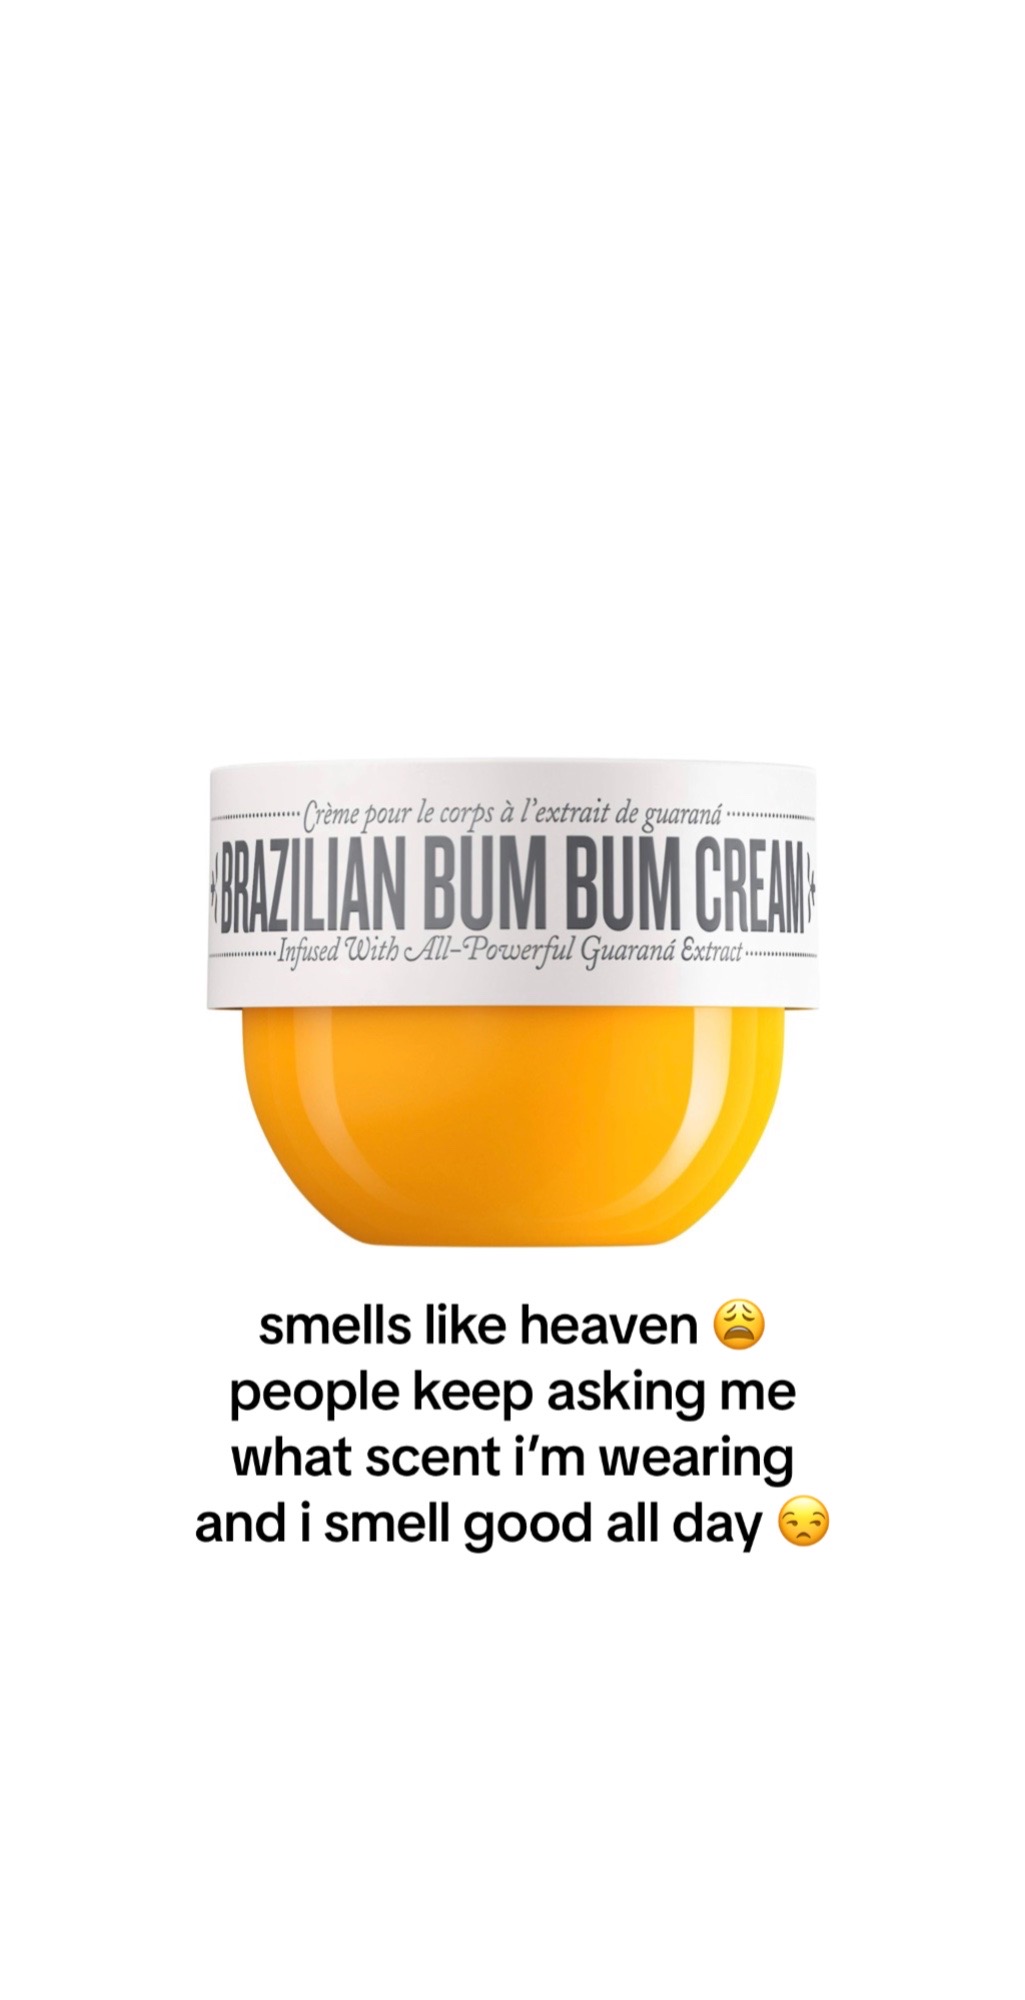 Crème pour le corps à l'extrait de guaraná
BRAZILIAN BUM BUM CREAM
Infused With All-Powerful Guaraná Extract
smells like heaven 😩
people keep asking me
what scent i’m wearing
and i smell good all day 😒